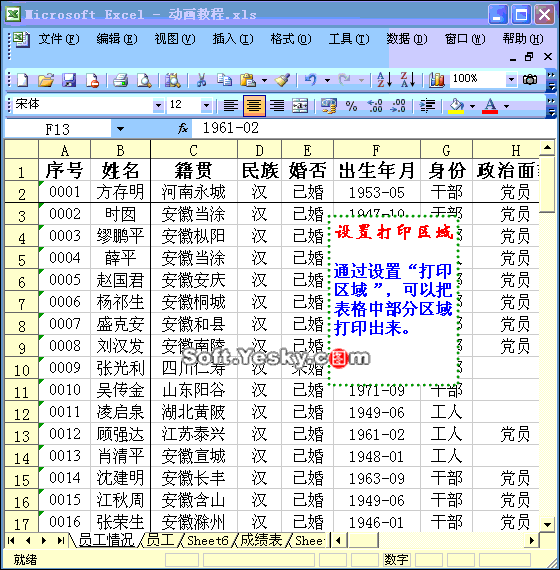 Microsoft Excel - 动画教程.xls
文件(F) 编辑(E) 视图(V) 插入(I) 格式(O) 工具(T) 数据(D) 窗口(W) 帮助(H)
100%
宋体 12
F13 fx 1961-02
A B C D E F G H
1 序号 姓名 籍贯 民族 婚否 出生年月 身份 政治面
2 0001 方存明 河南永城 汉 已婚 1953-05 干部 党员
3 0002 时囡 安徽当涂 汉 已婚 1947-10 干部 党员
4 0003 缪鹏平 安徽枞阳 汉 已婚 党员
5 0004 薛平 安徽当涂 汉 已婚 党员
6 0005 赵国君 安徽安庆 汉 已婚 党员
7 0006 杨祁生 安徽桐城 汉 已婚 党员
8 0007 盛克安 安徽和县 汉 已婚 党员
9 0008 刘汉发 安徽南陵 汉 党员
10 0009 张光利 四川仁寿 汉 未婚
11 0010 吴传金 山东阳谷 汉 已婚 1971-09 干部
12 0011 凌启泉 湖北黄陂 汉 已婚 1949-06 工人
13 0012 顾强达 江苏泰兴 汉 已婚 1961-02 工人 党员
14 0013 肖清平 安徽宣城 汉 已婚 1948-01 工人
15 0014 沈建明 安徽长丰 汉 已婚 1963-09 干部 党员
16 0015 江秋周 安徽含山 汉 已婚 1949-06 干部 党员
17 0016 张荣生 安徽滁州 汉 已婚 1946-01 干部 党员
设置打印区域
通过设置“打印
区域”，可以把
表格中部分区域
打印出来。
Soft.Yesky.com
员工情况 员工 Sheet6 成绩表 Shee
就绪 数字